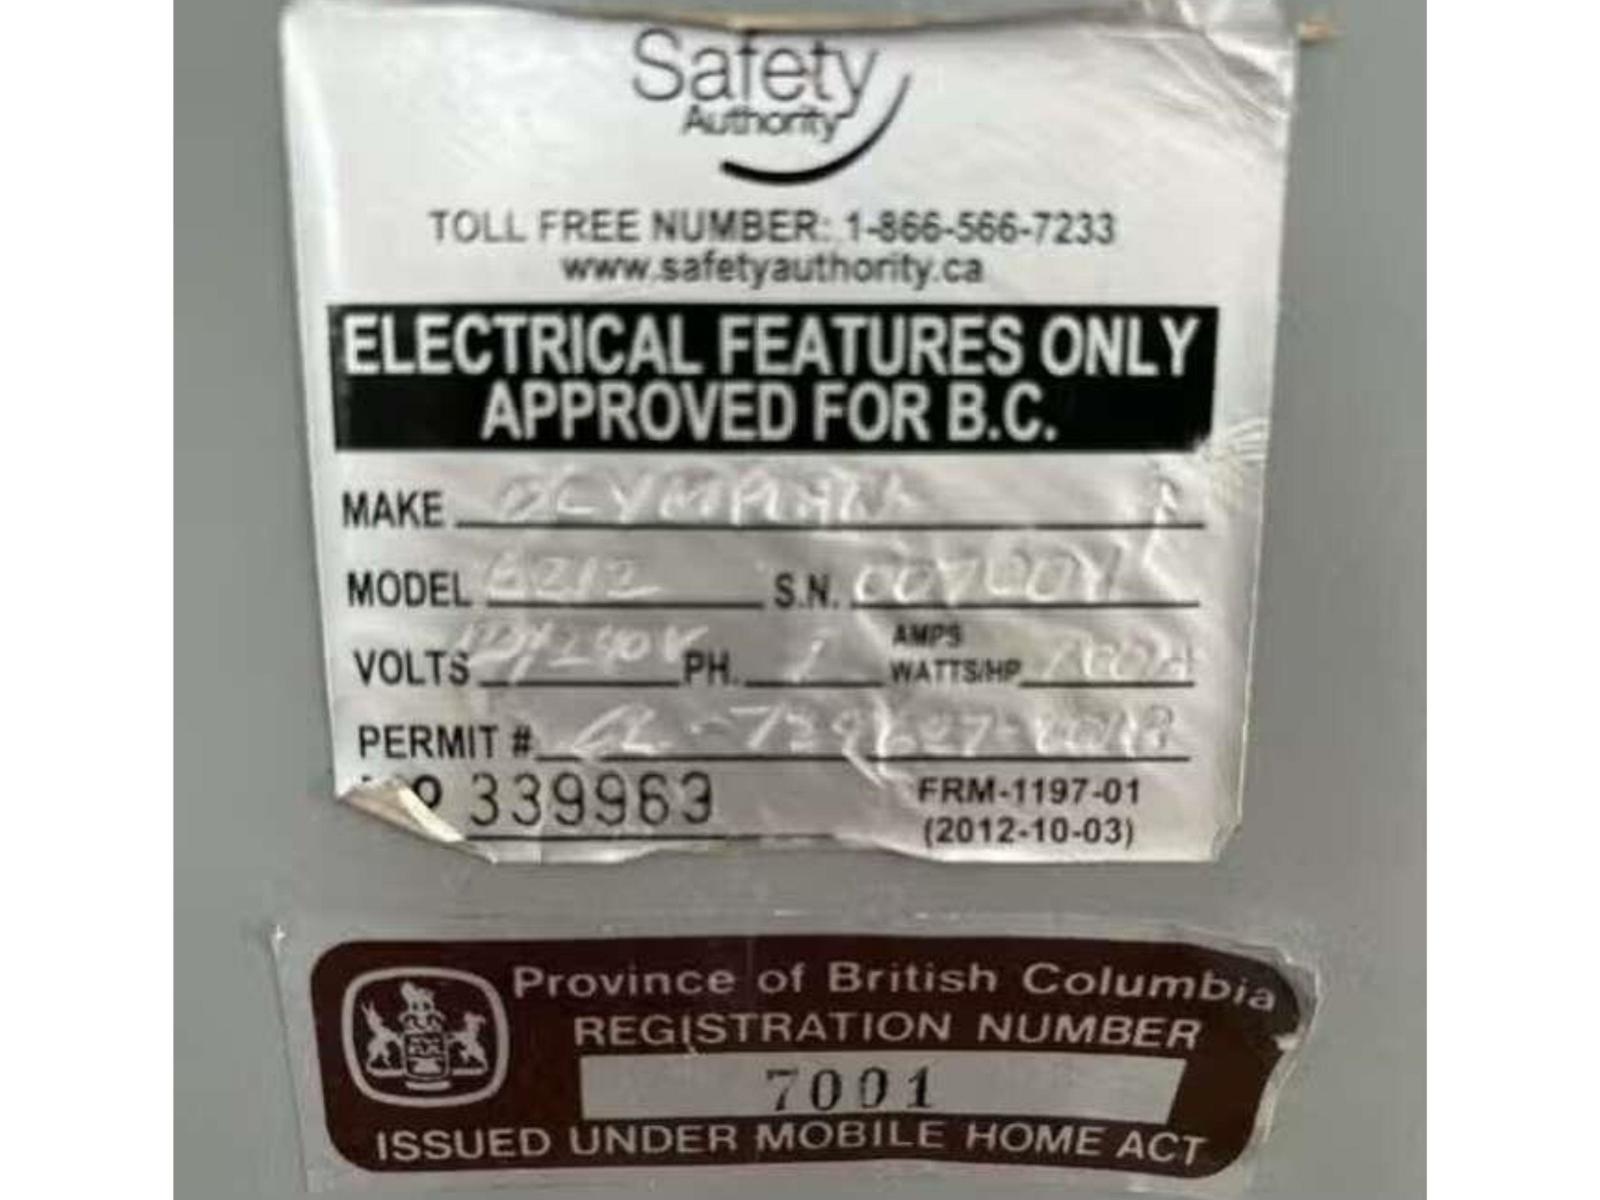 Safety
Authority
TOLL FREE NUMBER: 1-866-566-7233
www.safetyauthority.ca
ELECTRICAL FEATURES ONLY
APPROVED FOR B.C.
MAKE
MODEL S.N.
VOLTS PH. 1 AMPS
WATTS/HP
PERMIT #
339963 FRM-1197-01
(2012-10-03)
Province of British Columbia
REGISTRATION NUMBER
7001
ISSUED UNDER MOBILE HOME ACT